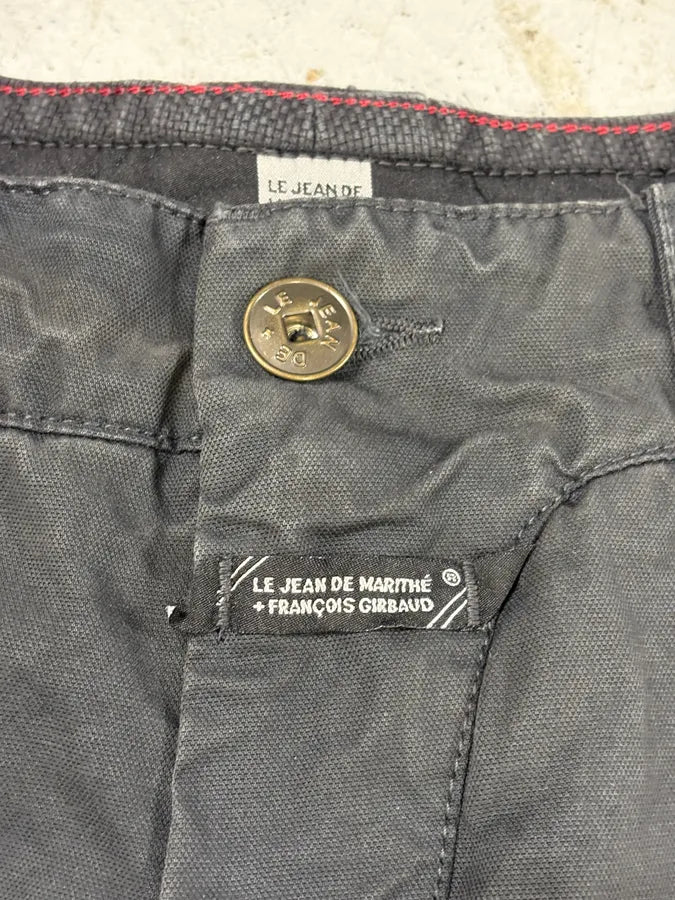 LE JEAN DE
LE JEAN DE
LE JEAN DE MARITHÉ ®
+ FRANÇOIS GIRBAUD